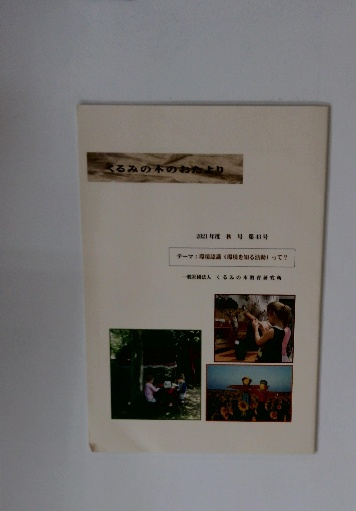 くるみの木のおたより
2021年度 秋 号 第43号
テーマ：環境認識（環境を知る活動）って？
一般社団法人 くるみの木教育研究所